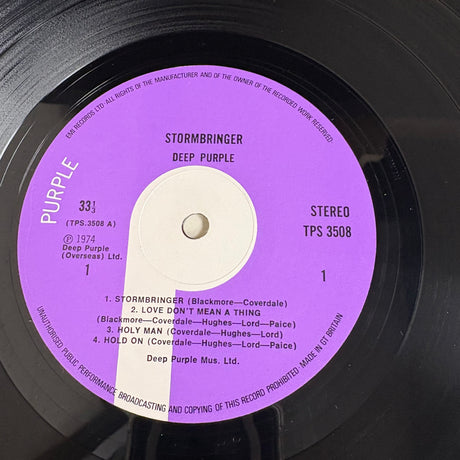 EMI RECORDS LTD ALL RIGHTS OF THE MANUFACTURER AND OF THE OWNER OF THE RECORDED WORK RESERVED.
STORMBRINGER
DEEP PURPLE
PURPLE
33⅓
(TPS.3508 A)
STEREO
TPS 3508
Ⓟ 1974
Deep Purple
(Overseas) Ltd.
1
1
1. STORMBRINGER (Blackmore—Coverdale)
2. LOVE DON'T MEAN A THING
(Blackmore—Coverdale—Hughes—Lord—Paice)
3. HOLY MAN (Coverdale—Hughes—Lord)
4. HOLD ON (Coverdale—Hughes—Lord—Paice)
Deep Purple Mus. Ltd.
UNAUTHORISED PUBLIC PERFORMANCE BROADCASTING AND COPYING OF THIS RECORD PROHIBITED. MADE IN GT BRITAIN